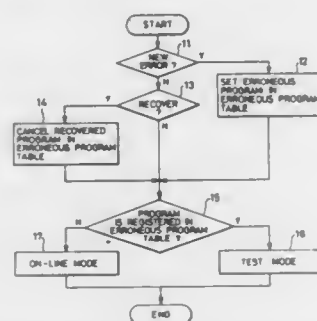 START
11
NEW
ERROR ?
Y
12
N
13
SET ERRONEOUS
PROGRAM IN
ERRONEOUS PROGRAM
TABLE
14
Y
RECOVER
?
N
CANCEL RECOVERED
PROGRAM IN
ERRONEOUS PROGRAM
TABLE
15
PROGRAM
IS REGISTERED IN
ERRONEOUS PROGRAM
TABLE ?
N
Y
17
16
ON-LINE MODE
TEST MODE
END